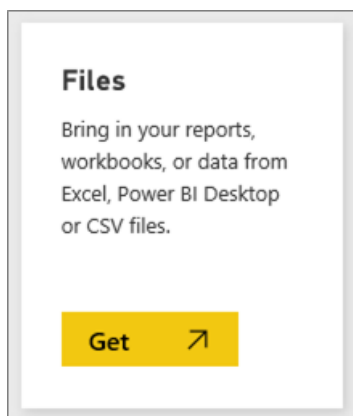 Files
Bring in your reports,
workbooks, or data from
Excel, Power BI Desktop
or CSV files.
Get